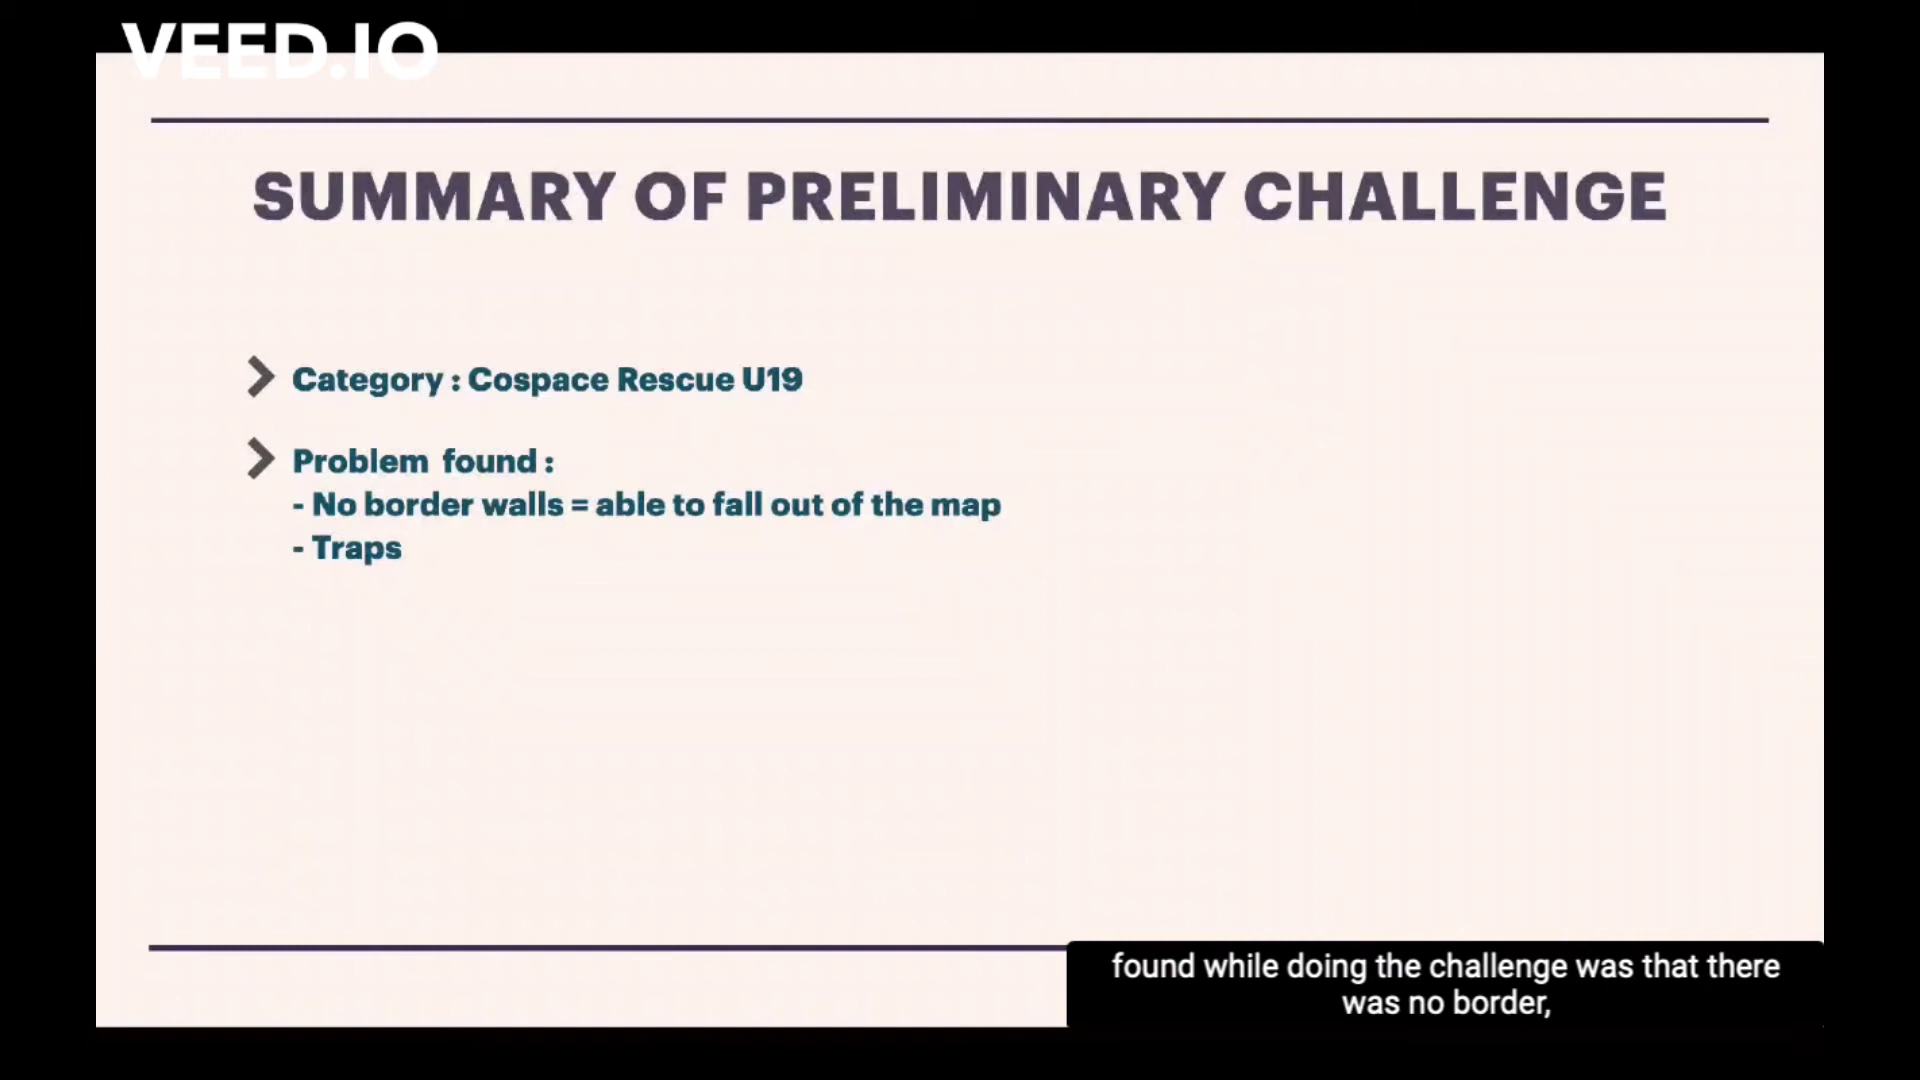 VEED.IO
SUMMARY OF PRELIMINARY CHALLENGE
Category : Cospace Rescue U19
Problem found :
- No border walls = able to fall out of the map
- Traps
found while doing the challenge was that there
was no border,